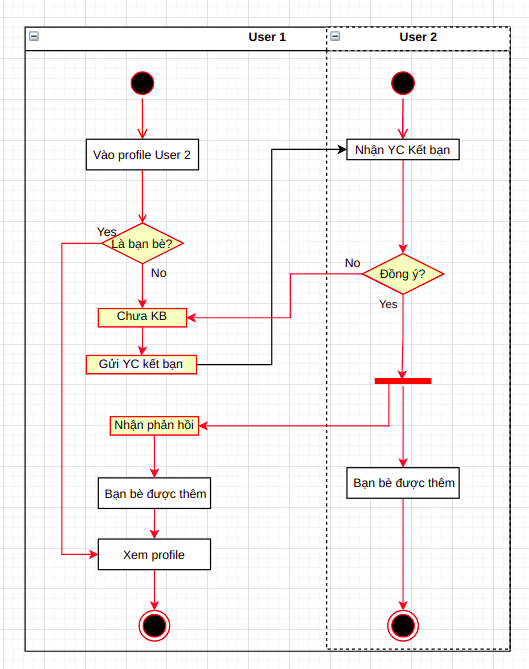 User 1
User 2
Vào profile User 2
Nhận YC Kết bạn
Yes
Là bạn bè?
No
No
Đồng ý?
Yes
Chưa KB
Gửi YC kết bạn
Nhận phản hồi
Bạn bè được thêm
Bạn bè được thêm
Xem profile